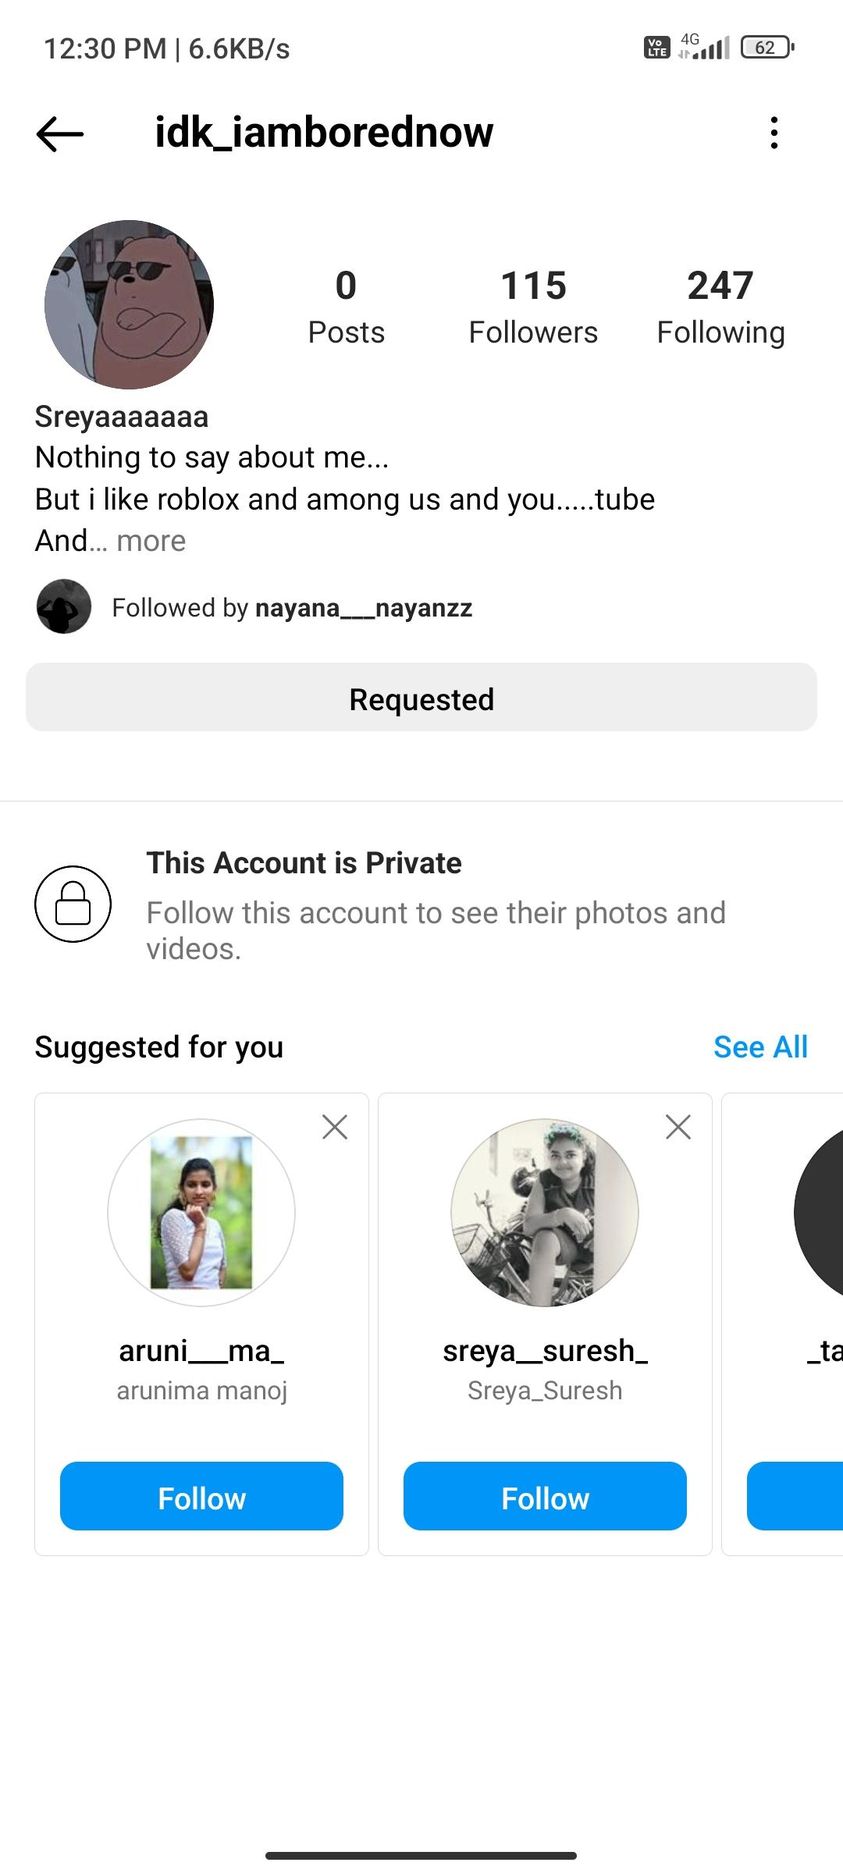 12:30 PM | 6.6KB/s Vo LTE 4G 62
idk_iamborednow
0 115 247
Posts Followers Following
Sreyaaaaaaa
Nothing to say about me...
But i like roblox and among us and you.....tube
And... more
Followed by nayana___nayanzz
Requested
This Account is Private
Follow this account to see their photos and
videos.
Suggested for you See All
aruni___ma_ sreya__suresh_ _ta
arunima manoj Sreya_Suresh
Follow Follow